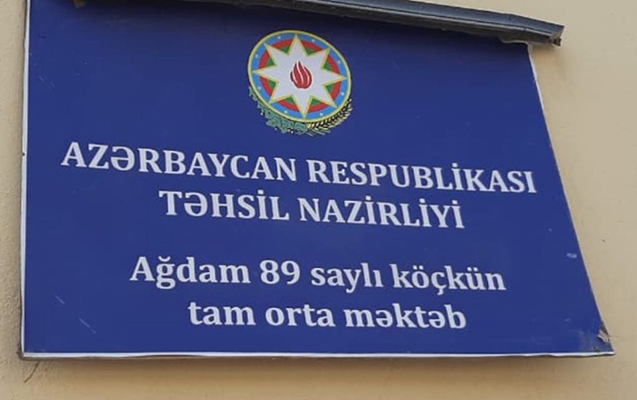 AZƏRBAYCAN RESPUBLİKASI
TƏHSİL NAZİRLİYİ
Ağdam 89 saylı köçkün
tam orta məktəb